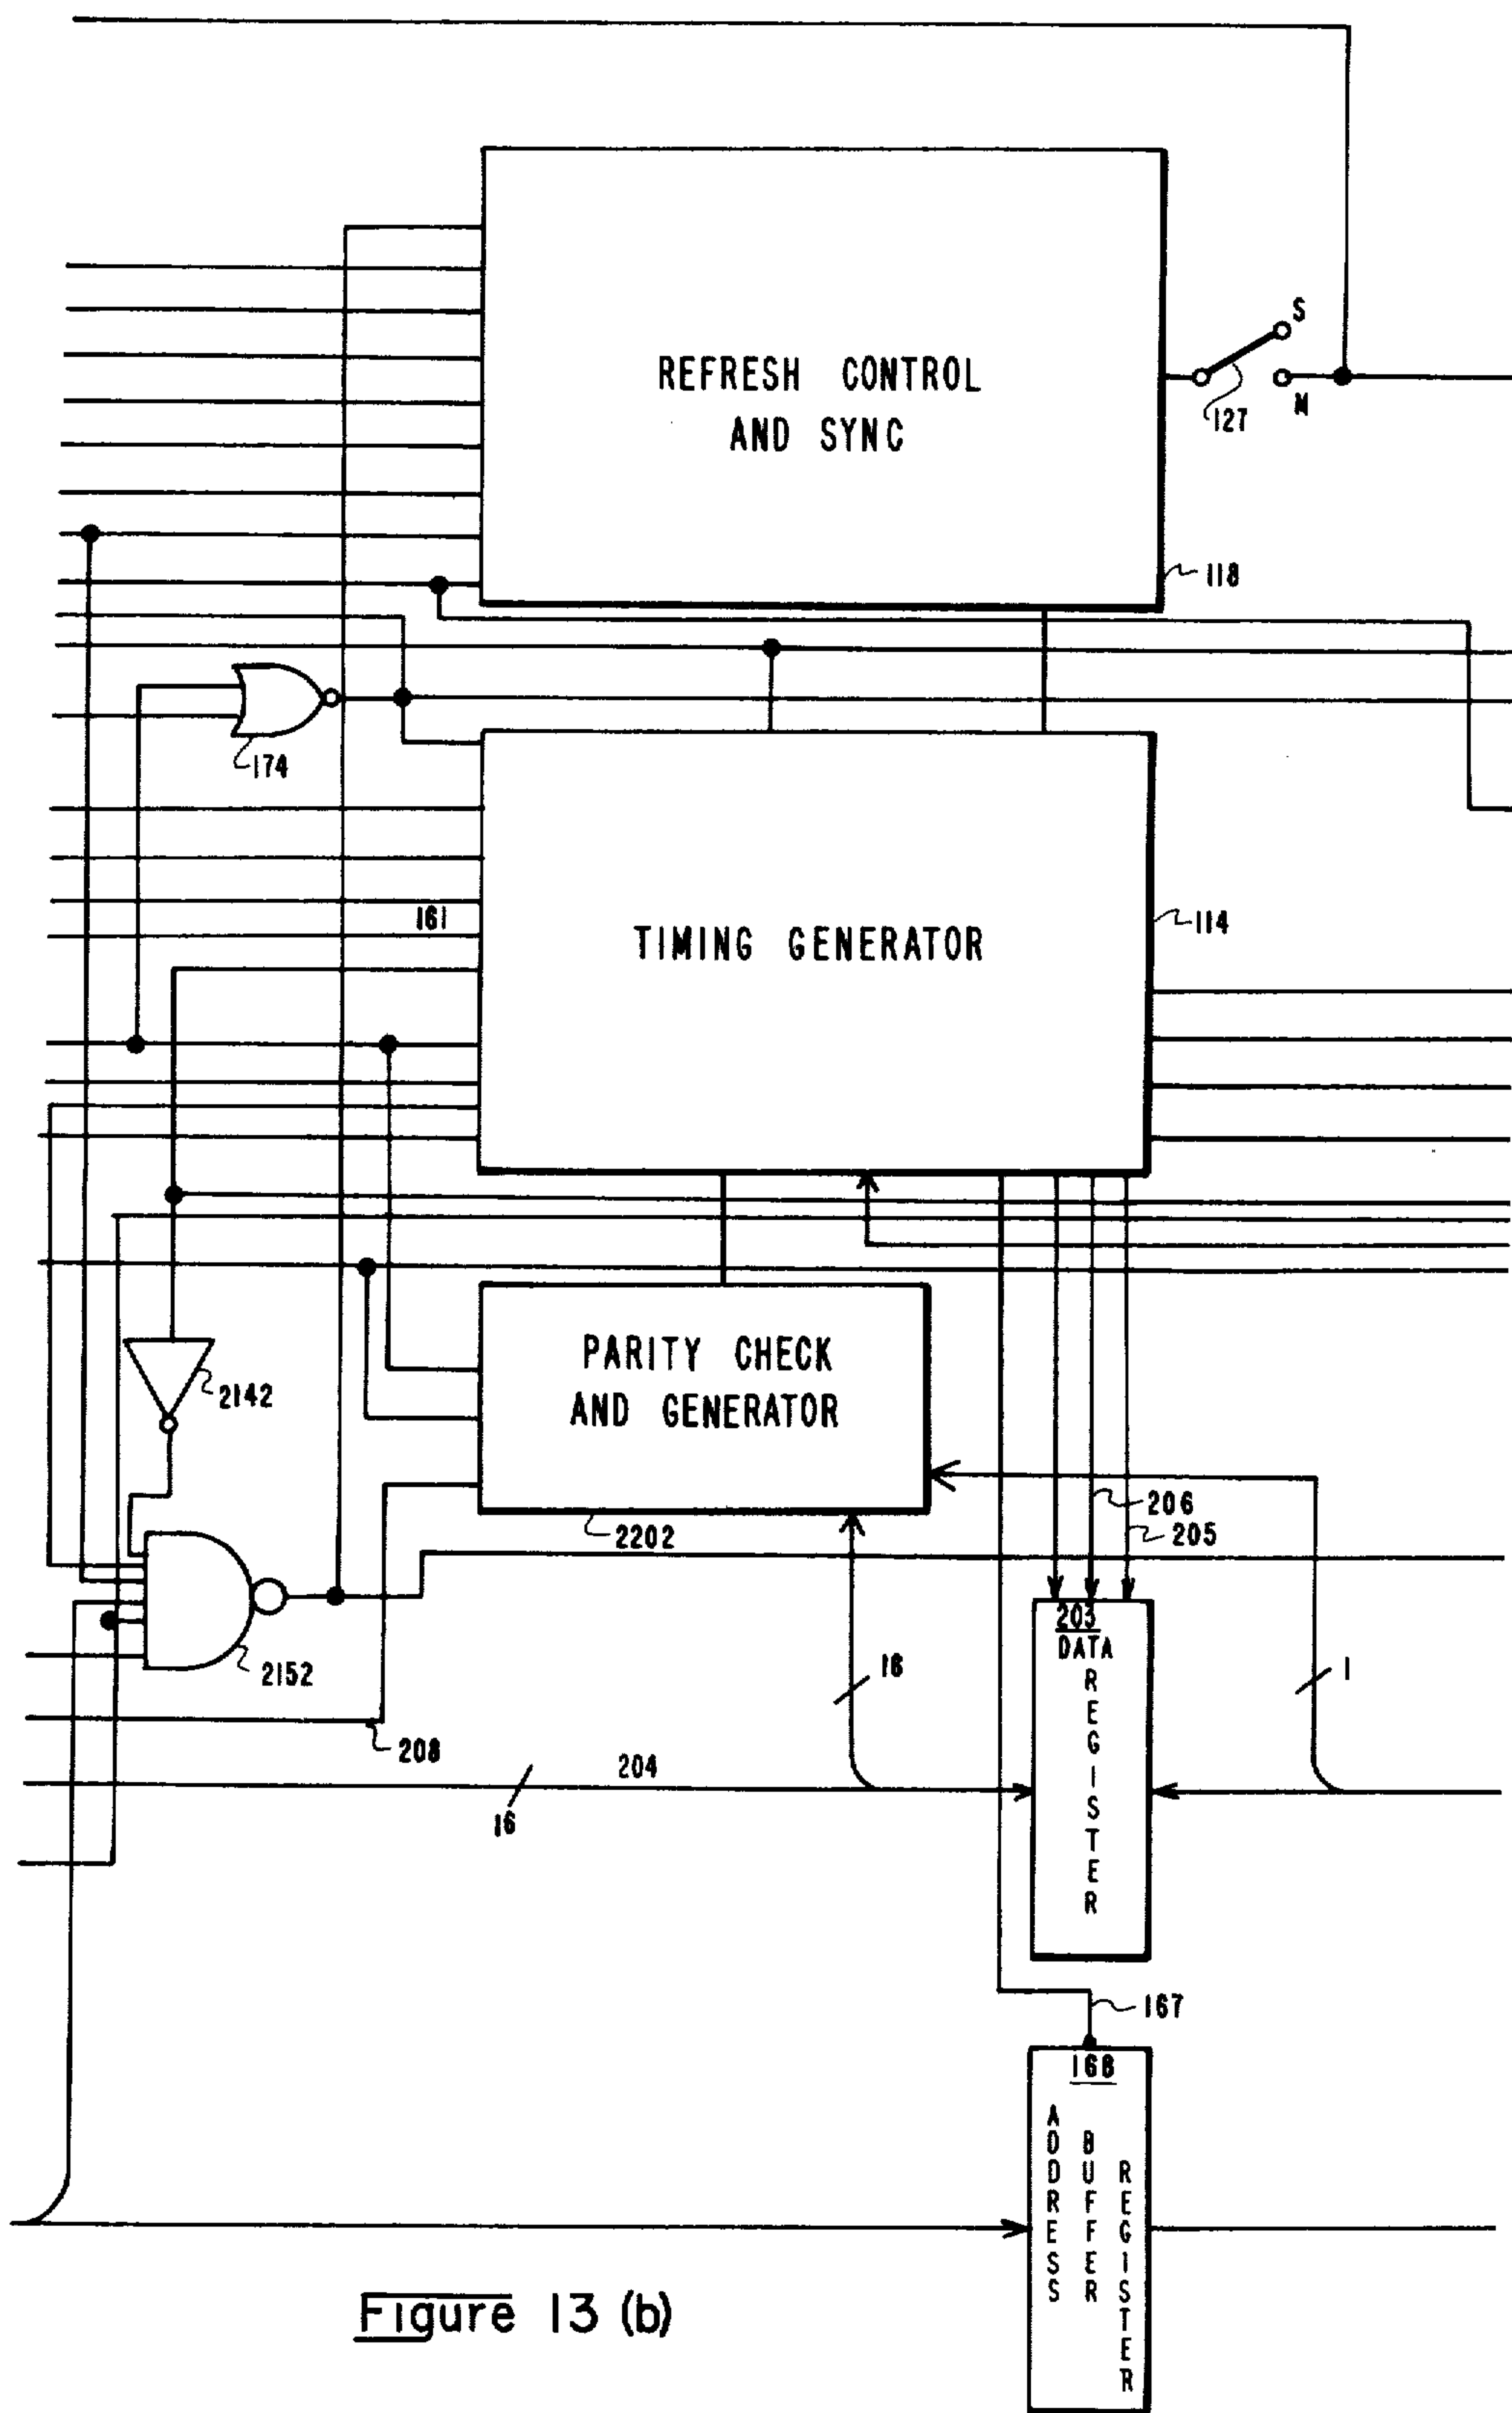 S
REFRESH CONTROL
AND SYNC
M
127
118
174
161
TIMING GENERATOR
114
PARITY CHECK
AND GENERATOR
2142
2202
206
205
203
DATA
REGISTER
2152
16
1
208
204
16
167
168
ADDRESS
BUFFER
REGISTER
Figure 13 (b)